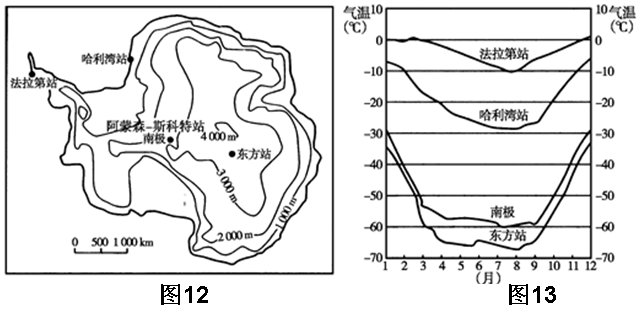 哈利湾站
法拉第站
阿蒙森-斯科特站
南极
4 000 m
东方站
3 000 m
2 000 m
1 000 m
0 500 1 000 km
图12
气温
(℃)
气温
(℃)
10
0
-10
-20
-30
-40
-50
-60
-70
10
0
-10
-20
-30
-40
-50
-60
-70
法拉第站
哈利湾站
南极
东方站
1 2 3 4 5 6 7 8 9 10 11 12
(月)
图13